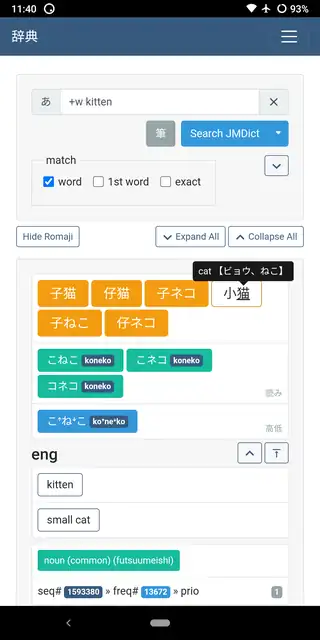 11:40
93%
辞典
あ +w kitten
筆 Search JMDict
match
word 1st word exact
Hide Romaji Expand All Collapse All
cat 【ビョウ、ねこ】
子猫 仔猫 子ネコ 小猫
子ねこ 仔ネコ
こねこ koneko こネコ koneko
コネコ koneko
読み
こ°ね°こ ko°ne°ko
高低
eng
kitten
small cat
noun (common) (futsuumeishi)
seq# 1593380 » freq# 13672 » prio 1